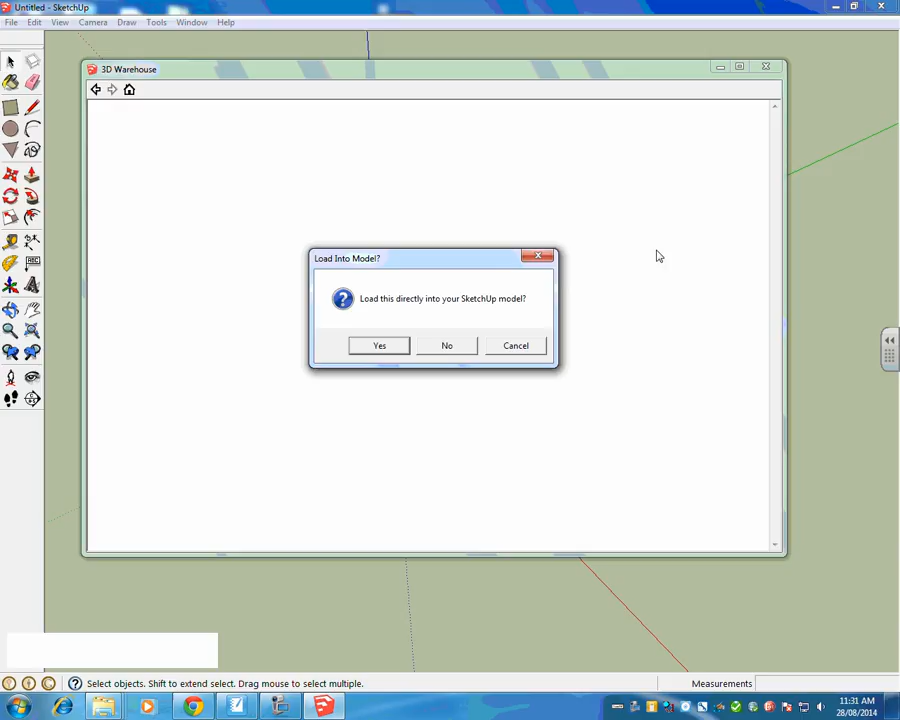 Untitled - SketchUp
File Edit View Camera Draw Tools Window Help
3D Warehouse
Load Into Model?
Load this directly into your SketchUp model?
Yes No Cancel
Select objects. Shift to extend select. Drag mouse to select multiple. Measurements
11:31 AM
28/08/2014